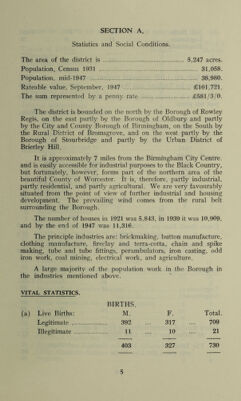 SECTION A.
Statistics and Social Conditions.
The area of the district is ........ 5,247 acres.
Population, Census 1931 ........ 31,058.
Population, mid-1947 ........ 36,980.
Rateable value, September, 1947 ........ £161,721.
The sum represented by a penny rate ........ £581/3/0.
The district is bounded on the north by the Borough of Rowley
Regis, on the east partly by the Borough of Oldbury and partly
by the City and County Borough of Birmingham, on the South by
the Rural District of Bromsgrove, and on the west partly by the
Borough of Stourbridge and partly by the Urban District of
Brierley Hill.
It is approximately 7 miles from the Birmingham City Centre,
and is easily accessible for industrial purposes to the Black Country,
but fortunately, however, forms part of the northern area of the
beautiful County of Worcester. It is, therefore, partly industrial,
partly residential, and partly agricultural. We are very favourably
situated from the point of view of further industrial and housing
development. The prevailing wind comes from the rural belt
surrounding the Borough.
The number of houses in 1921 was 5,843, in 1939 it was 10,909,
and by the end of 1947 was 11,316.
The principle industries are: brickmaking, button manufacture,
clothing manufacture, fireclay and terra-cotta, chain and spike
making, tube and tube fittings, perambulators, iron casting, odd
iron work, coal mining, electrical work, and agriculture.
A large majority of the population work in the Borough in
the industries mentioned above.
VITAL STATISTICS.
BIRTHS.
(a) Live Births: M. F. Total.
Legitimate ........ 392 ... 317 ... 709
Illegitimate ........ 11 ... 10 ... 21
403 327 730
5